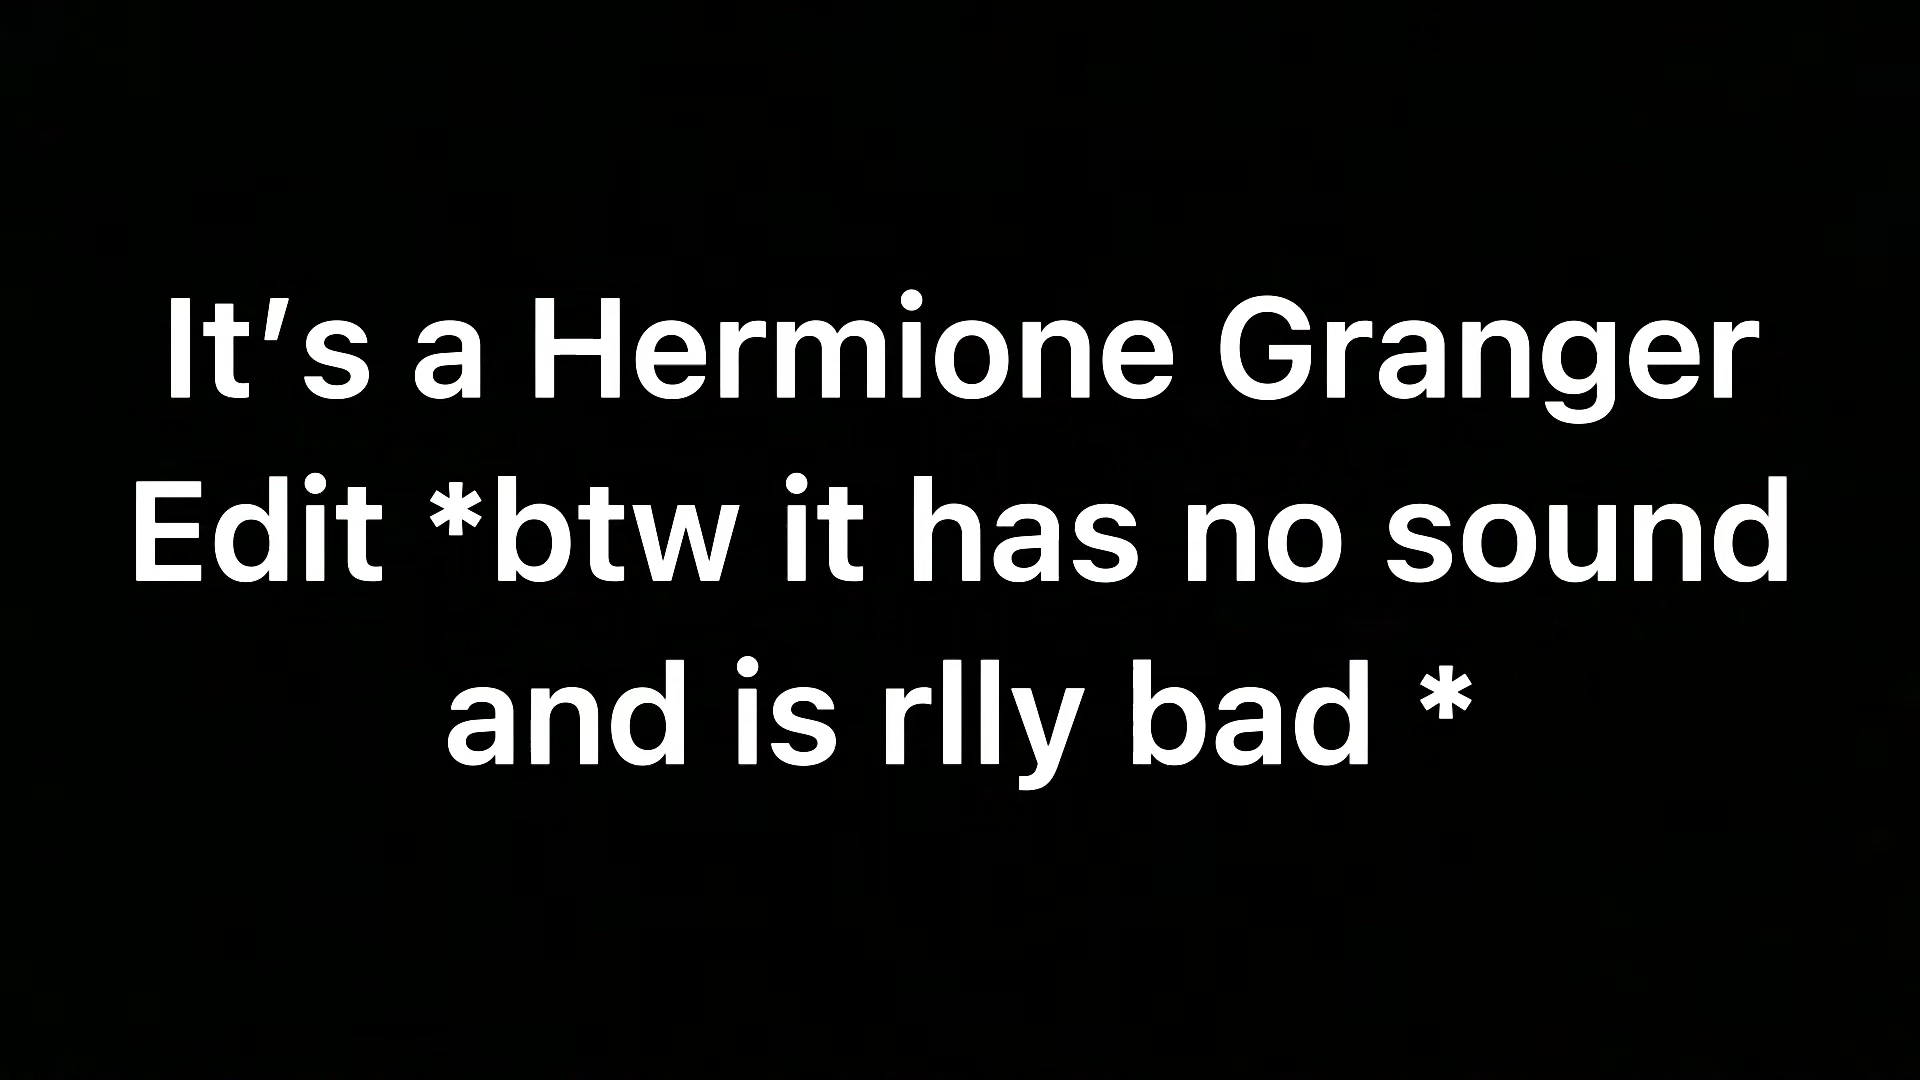 It’s a Hermione Granger
Edit *btw it has no sound
and is rlly bad *